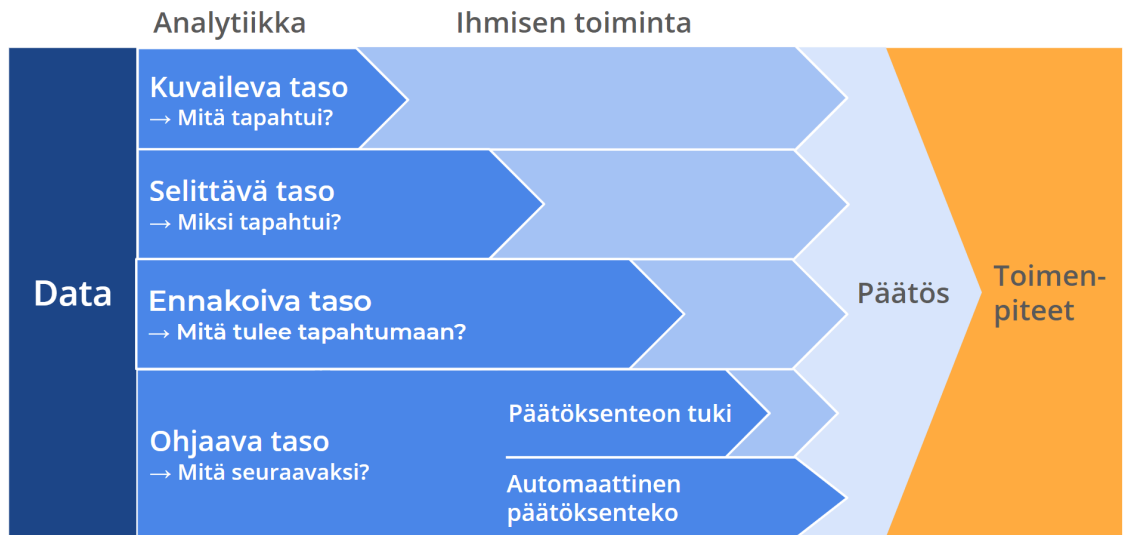 Analytiikka
Ihmisen toiminta
Data
Kuvaileva taso
→ Mitä tapahtui?
Selittävä taso
→ Miksi tapahtui?
Ennakoiva taso
→ Mitä tulee tapahtumaan?
Ohjaava taso
→ Mitä seuraavaksi?
Päätöksenteon tuki
Automaattinen
päätöksenteko
Päätös
Toimen-
piteet